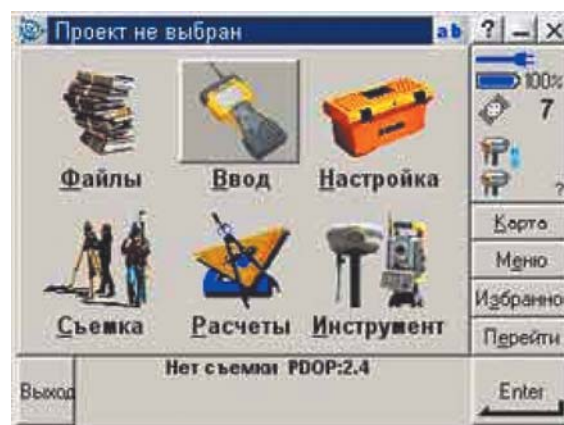 Проект не выбран ab ? – ×
100%
7
?
Файлы Ввод Настройка
Съемка Расчеты Инструмент
Карта
Меню
Избранно
Перейти
Нет съемки PDOP:2.4
Выход
Enter